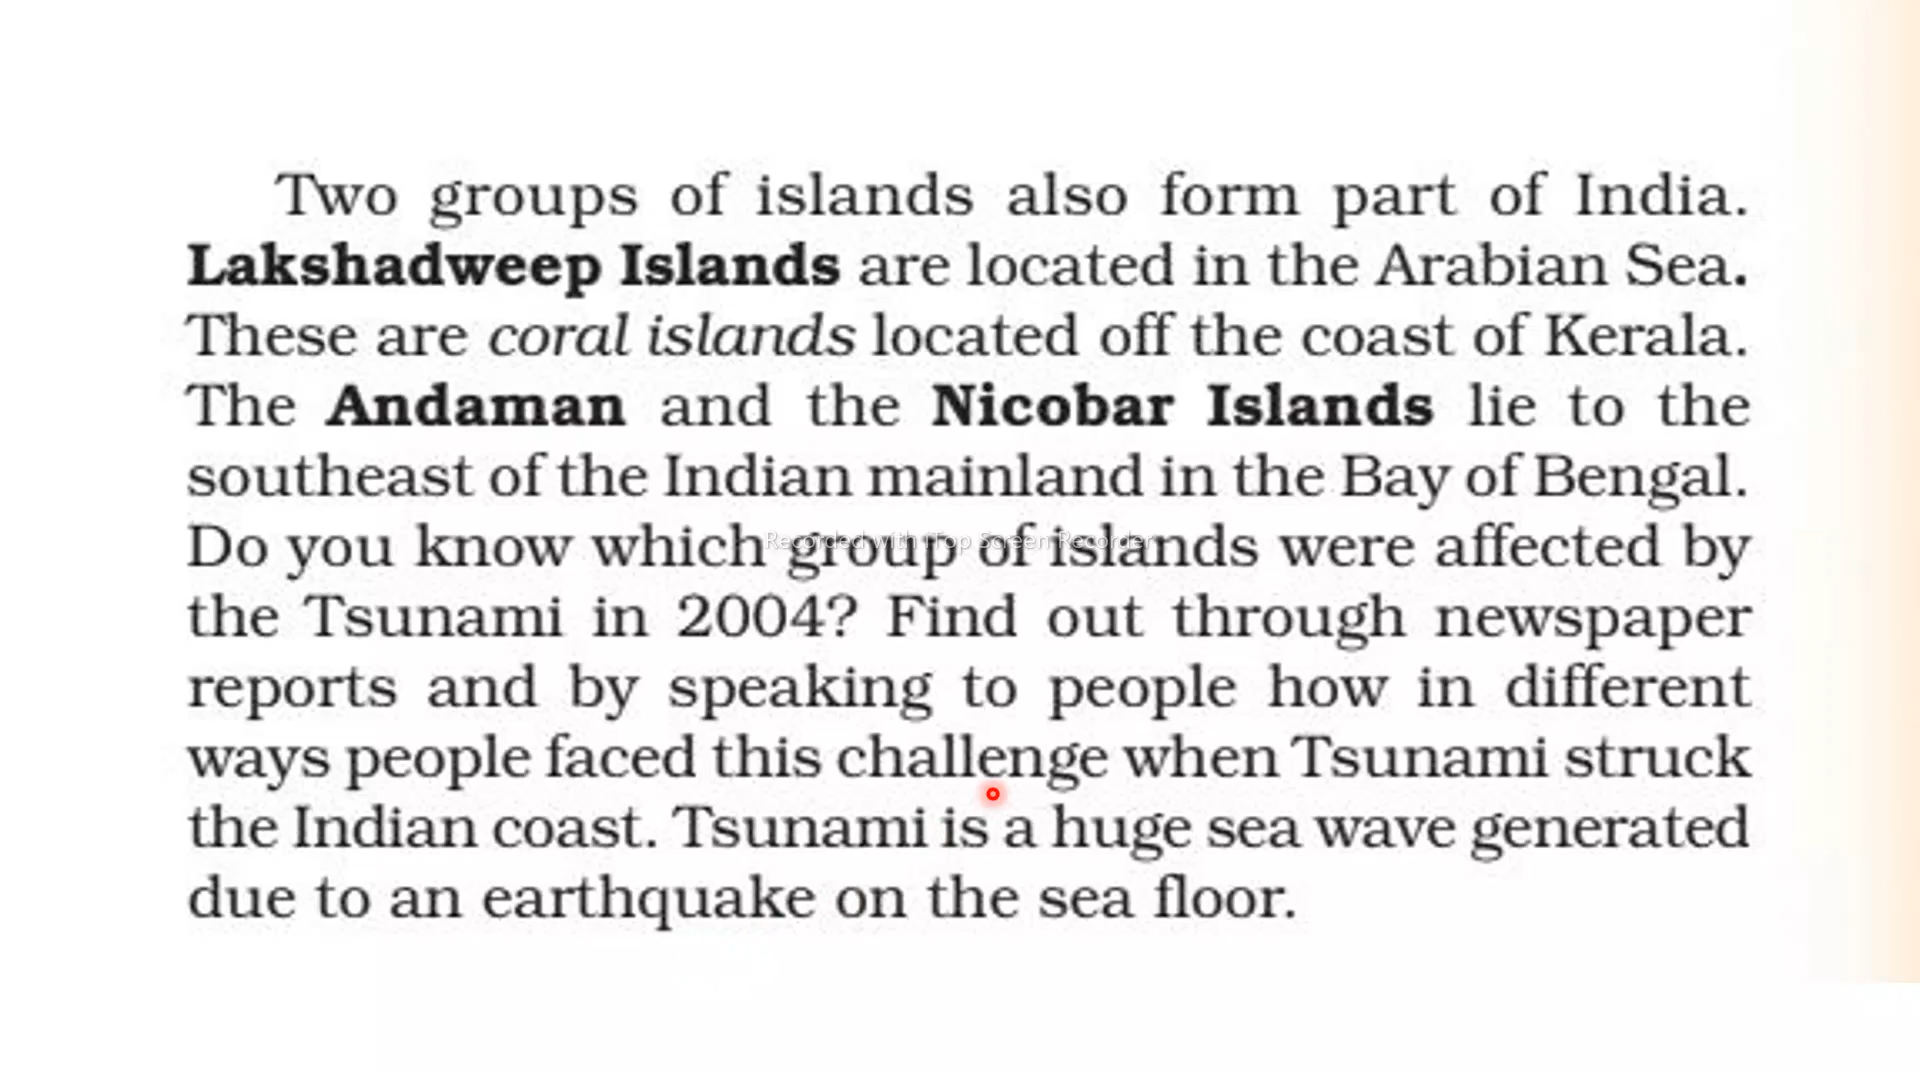 Two groups of islands also form part of India.
Lakshadweep Islands are located in the Arabian Sea.
These are coral islands located off the coast of Kerala.
The Andaman and the Nicobar Islands lie to the
southeast of the Indian mainland in the Bay of Bengal.
Do you know which group of islands were affected by
Recorded with iTop Screen Recorder
the Tsunami in 2004? Find out through newspaper
reports and by speaking to people how in different
ways people faced this challenge when Tsunami struck
the Indian coast. Tsunami is a huge sea wave generated
due to an earthquake on the sea floor.